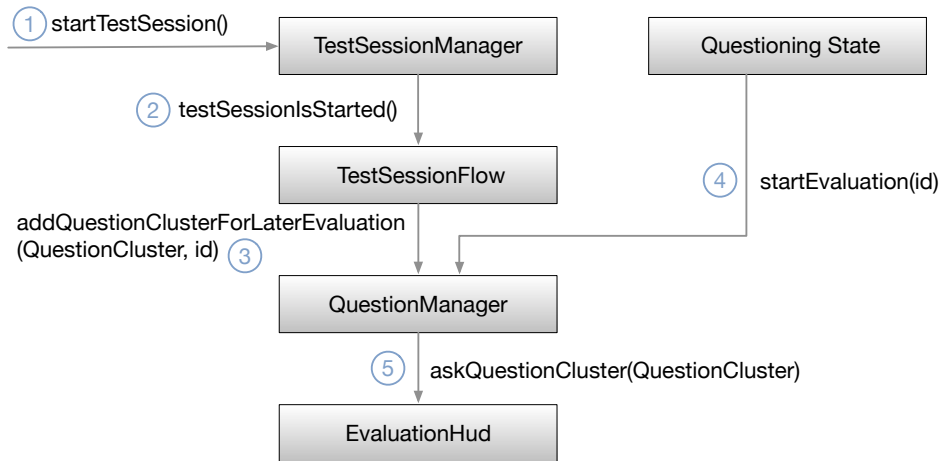 1 startTestSession()
TestSessionManager
Questioning State
2 testSessionIsStarted()
TestSessionFlow
4 startEvaluation(id)
addQuestionClusterForLaterEvaluation
(QuestionCluster, id) 3
QuestionManager
5 askQuestionCluster(QuestionCluster)
EvaluationHud